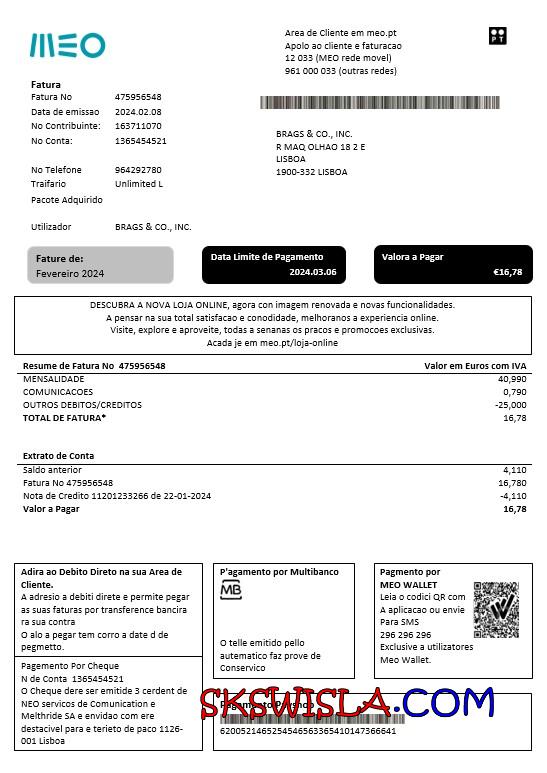 MEO
Area de Cliente em meo.pt
Apolo ao cliente e faturacao
12 033 (MEO rede movel)
961 000 033 (outras redes)
PT
Fatura
Fatura No 475956548
Data de emissao 2024.02.08
No Contribuinte: 163711070
No Conta: 1365454521
BRAGS & CO., INC.
R MAQ OLHAO 18 2 E
LISBOA
1900-332 LISBOA
No Telefone 964292780
Traifario Unlimited L
Pacote Adquirido
Utilizador BRAGS & CO., INC.
Fature de:
Fevereiro 2024
Data Limite de Pagamento
2024.03.06
Valora a Pagar
€16,78
DESCUBRA A NOVA LOJA ONLINE, agora con imagem renovada e novas funcionalidades.
A pensar na sua total satisfacao e conodidade, melhoranos a experiencia online.
Visite, explore e aproveite, todas a senanas os pracos e promocoes exclusivas.
Acada je em meo.pt/loja-online
Resume de Fatura No 475956548 Valor em Euros com IVA
MENSALIDADE 40,990
COMUNICACOES 0,790
OUTROS DEBITOS/CREDITOS -25,000
TOTAL DE FATURA* 16,78
Extrato de Conta
Saldo anterior 4,110
Fatura No 475956548 16,780
Nota de Credito 11201233266 de 22-01-2024 -4,110
Valor a Pagar 16,78
Adira ao Debito Direto na sua Area de
Cliente.
A adresio a debiti direte e permite pegar
as suas faturas por transference bancira
ra sua contra
O alo a pegar tem corro a date d de
pegmetto.
Pagemento Por Cheque
N de Conta 1365454521
O Cheque dere ser emitide 3 cerdent de
NEO servicos de Comunication e
Melthride SA e envidao com ere
destacivel para e terieto de paco 1126-
001 Lisboa
P'agamento por Multibanco
MB
O telle emitido pello
automatico faz prove de
Conservico
Pagmento por
MEO WALLET
Leia o codici QR com
A aplicacao ou envie
Para SMS
296 296 296
Exclusive a utilizadores
Meo Wallet.
Pagamento Payshop
SKSWISLA.COM
6200521465254546563365410147366641